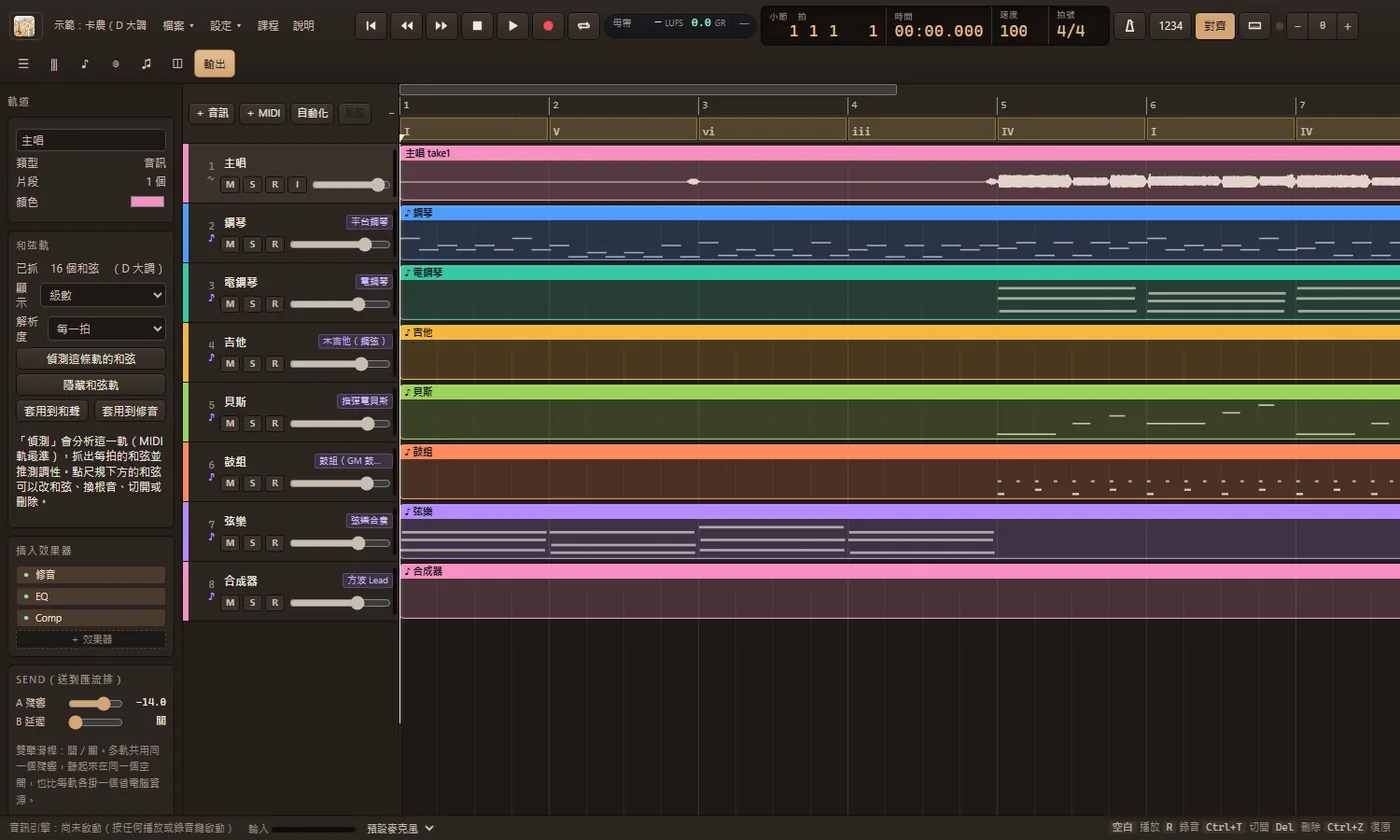 示範：卡農（D 大調
檔案 ▾
設定 ▾
課程
說明
母帶
– LUFS
0.0 GR
—
小節 拍
1 1 1 1
時間
00:00.000
速度
100
拍號
4/4
1234
對齊
− 0 +
輸出
軌道
主唱
類型 音訊
片段 1 個
顏色
和弦軌
已抓 16 個和弦 （D 大調）
顯示 級數
解析度 每一拍
偵測這條軌的和弦
隱藏和弦軌
套用到和聲 套用到修音
「偵測」會分析這一軌（MIDI
軌最準），抓出每拍的和弦並
推測調性。點尺規下方的和弦
可以改和弦、換根音、切開或
刪除。
插入效果器
修音
EQ
Comp
+ 效果器
SEND（送到匯流排）
A 殘響 −14.0
B 延遲 關
雙擊滑桿：開 / 關。多軌共用同
一個殘響，聽起來在同一個空
間，也比每軌各掛一個省電腦資
源。
+ 音訊 + MIDI 自動化 和弦 −
1 2 3 4 5 6 7
I V vi iii IV I IV
1 主唱
M S R I
主唱 take1
2 鋼琴 平台鋼琴
M S R
♪ 鋼琴
3 電鋼琴 電鋼琴
M S R
♪ 電鋼琴
4 吉他 木吉他（鋼弦）
M S R
♪ 吉他
5 貝斯 指彈電貝斯
M S R
♪ 貝斯
6 鼓組 鼓組（GM 鼓...
M S R
♪ 鼓組
7 弦樂 弦樂合奏
M S R
♪ 弦樂
8 合成器 方波 Lead
M S R
♪ 合成器
音訊引擎：尚未啟動（按任何播放或錄音鍵啟動）
輸入
預設麥克風
空白 播放 R 錄音 Ctrl+T 切開 Del 刪除 Ctrl+Z 復原